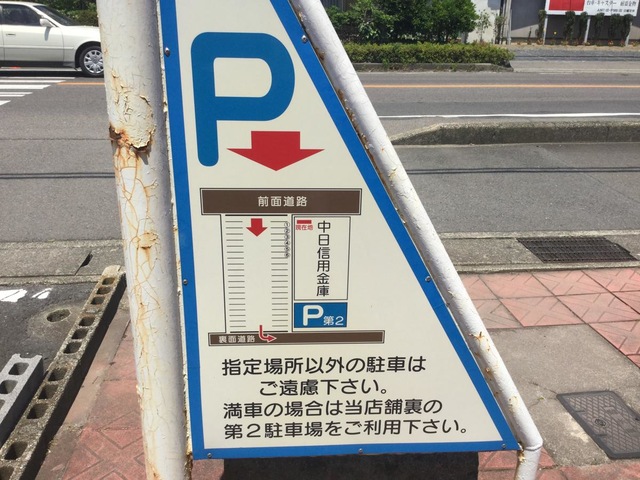 P
前面道路
現在地
中日信用金庫
P 第2
裏面道路
指定場所以外の駐車は
ご遠慮下さい。
満車の場合は当店舗裏の
第2駐車場をご利用下さい。